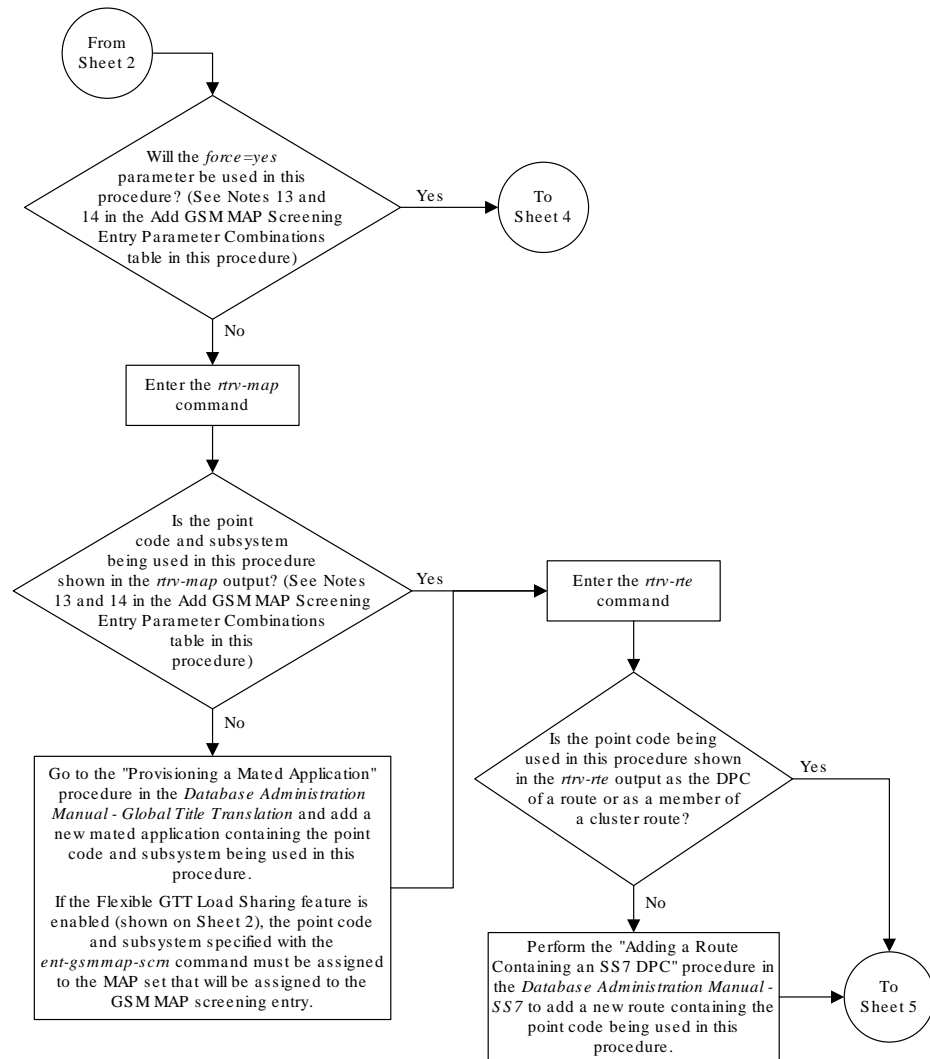 From
Sheet 2
Will the force=yes
parameter be used in this
procedure? (See Notes 13 and
14 in the Add GSM MAP Screening
Entry Parameter Combinations
table in this procedure)
Yes
To
Sheet 4
No
Enter the rtrv-map
command
Is the point
code and subsystem
being used in this procedure
shown in the rtrv-map output? (See Notes
13 and 14 in the Add GSM MAP Screening
Entry Parameter Combinations
table in this
procedure)
Yes
Enter the rtrv-rte
command
No
Go to the "Provisioning a Mated Application"
procedure in the Database Administration
Manual - Global Title Translation and add a
new mated application containing the point
code and subsystem being used in this
procedure.
If the Flexible GTT Load Sharing feature is
enabled (shown on Sheet 2), the point code
and subsystem specified with the
ent-gsmmap-scrn command must be assigned
to the MAP set that will be assigned to the
GSM MAP screening entry.
Is the point code being
used in this procedure shown
in the rtrv-rte output as the DPC
of a route or as a member of
a cluster route?
Yes
No
Perform the "Adding a Route
Containing an SS7 DPC" procedure in
the Database Administration Manual -
SS7 to add a new route containing the
point code being used in this
procedure.
To
Sheet 5